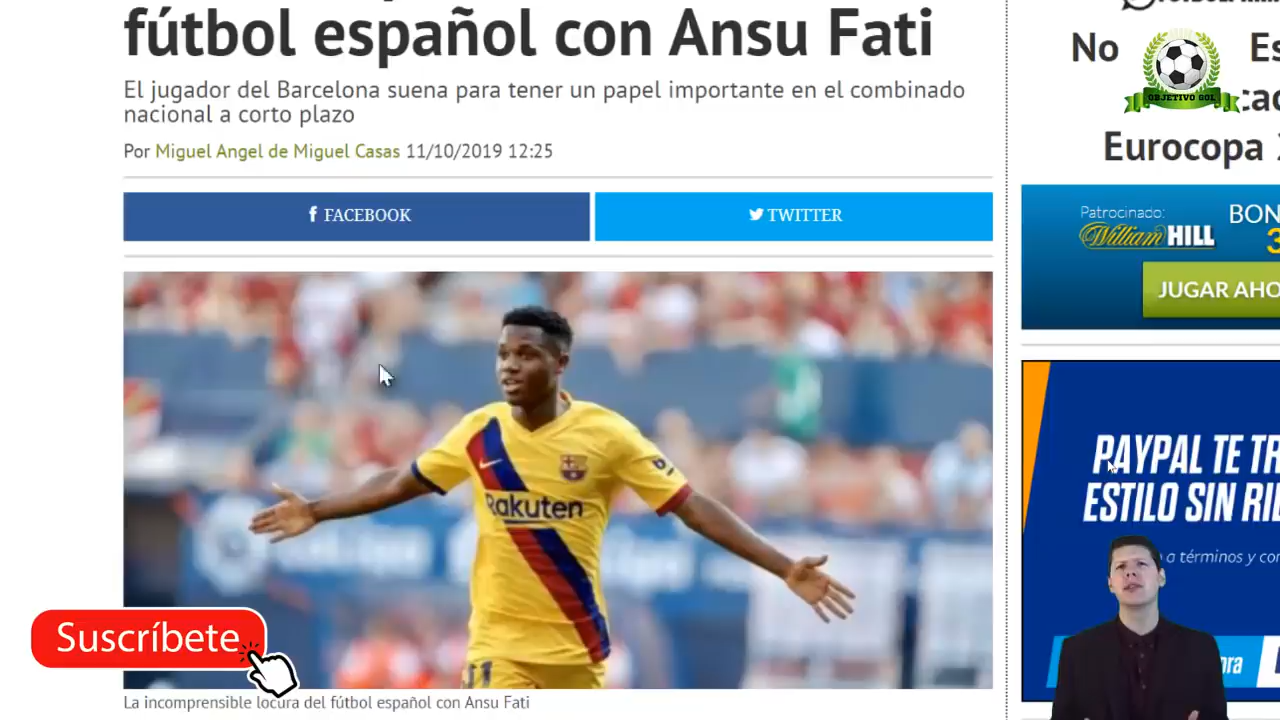 fútbol español con Ansu Fati
El jugador del Barcelona suena para tener un papel importante en el combinado
nacional a corto plazo
Por Miguel Angel de Miguel Casas 11/10/2019 12:25
f FACEBOOK
TWITTER
Rakuten
La incomprensible locura del fútbol español con Ansu Fati
Suscríbete
No
OBJETIVO GOL
Eurocopa
Patrocinado:
William HILL
BON
JUGAR AHO
PAYPAL TE TR
ESTILO SIN RI
a términos y con